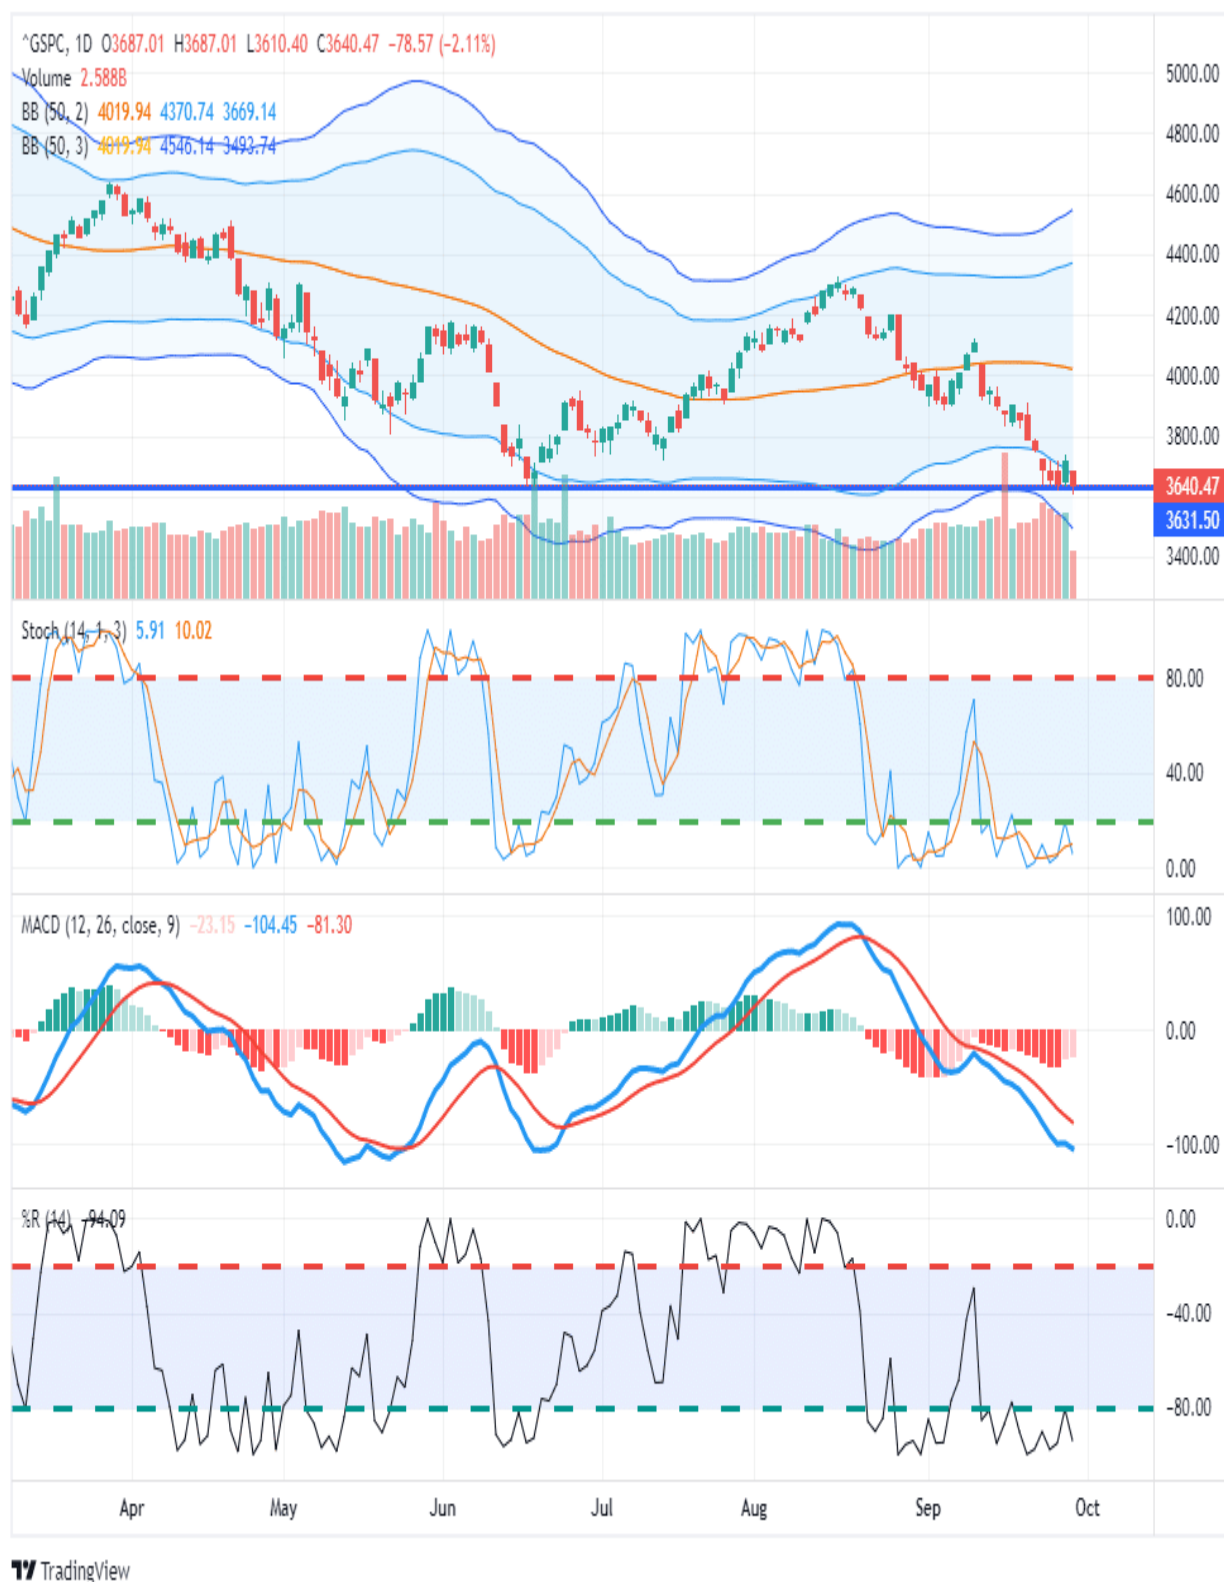 ^GSPC, 1D O3687.01 H3687.01 L3610.40 C3640.47 −78.57 (−2.11%)
Volume 2.588B
BB (50, 2) 4019.94 4370.74 3669.14
BB (50, 3) 4019.94 4546.14 3493.74
5000.00
4800.00
4600.00
4400.00
4200.00
4000.00
3800.00
3640.47
3631.50
3400.00
Stoch (14, 1, 3) 5.91 10.02
80.00
40.00
0.00
MACD (12, 26, close, 9) −23.15 −104.45 −81.30
100.00
0.00
−100.00
%R (14) −94.09
0.00
−40.00
−80.00
Apr May Jun Jul Aug Sep Oct
TradingView